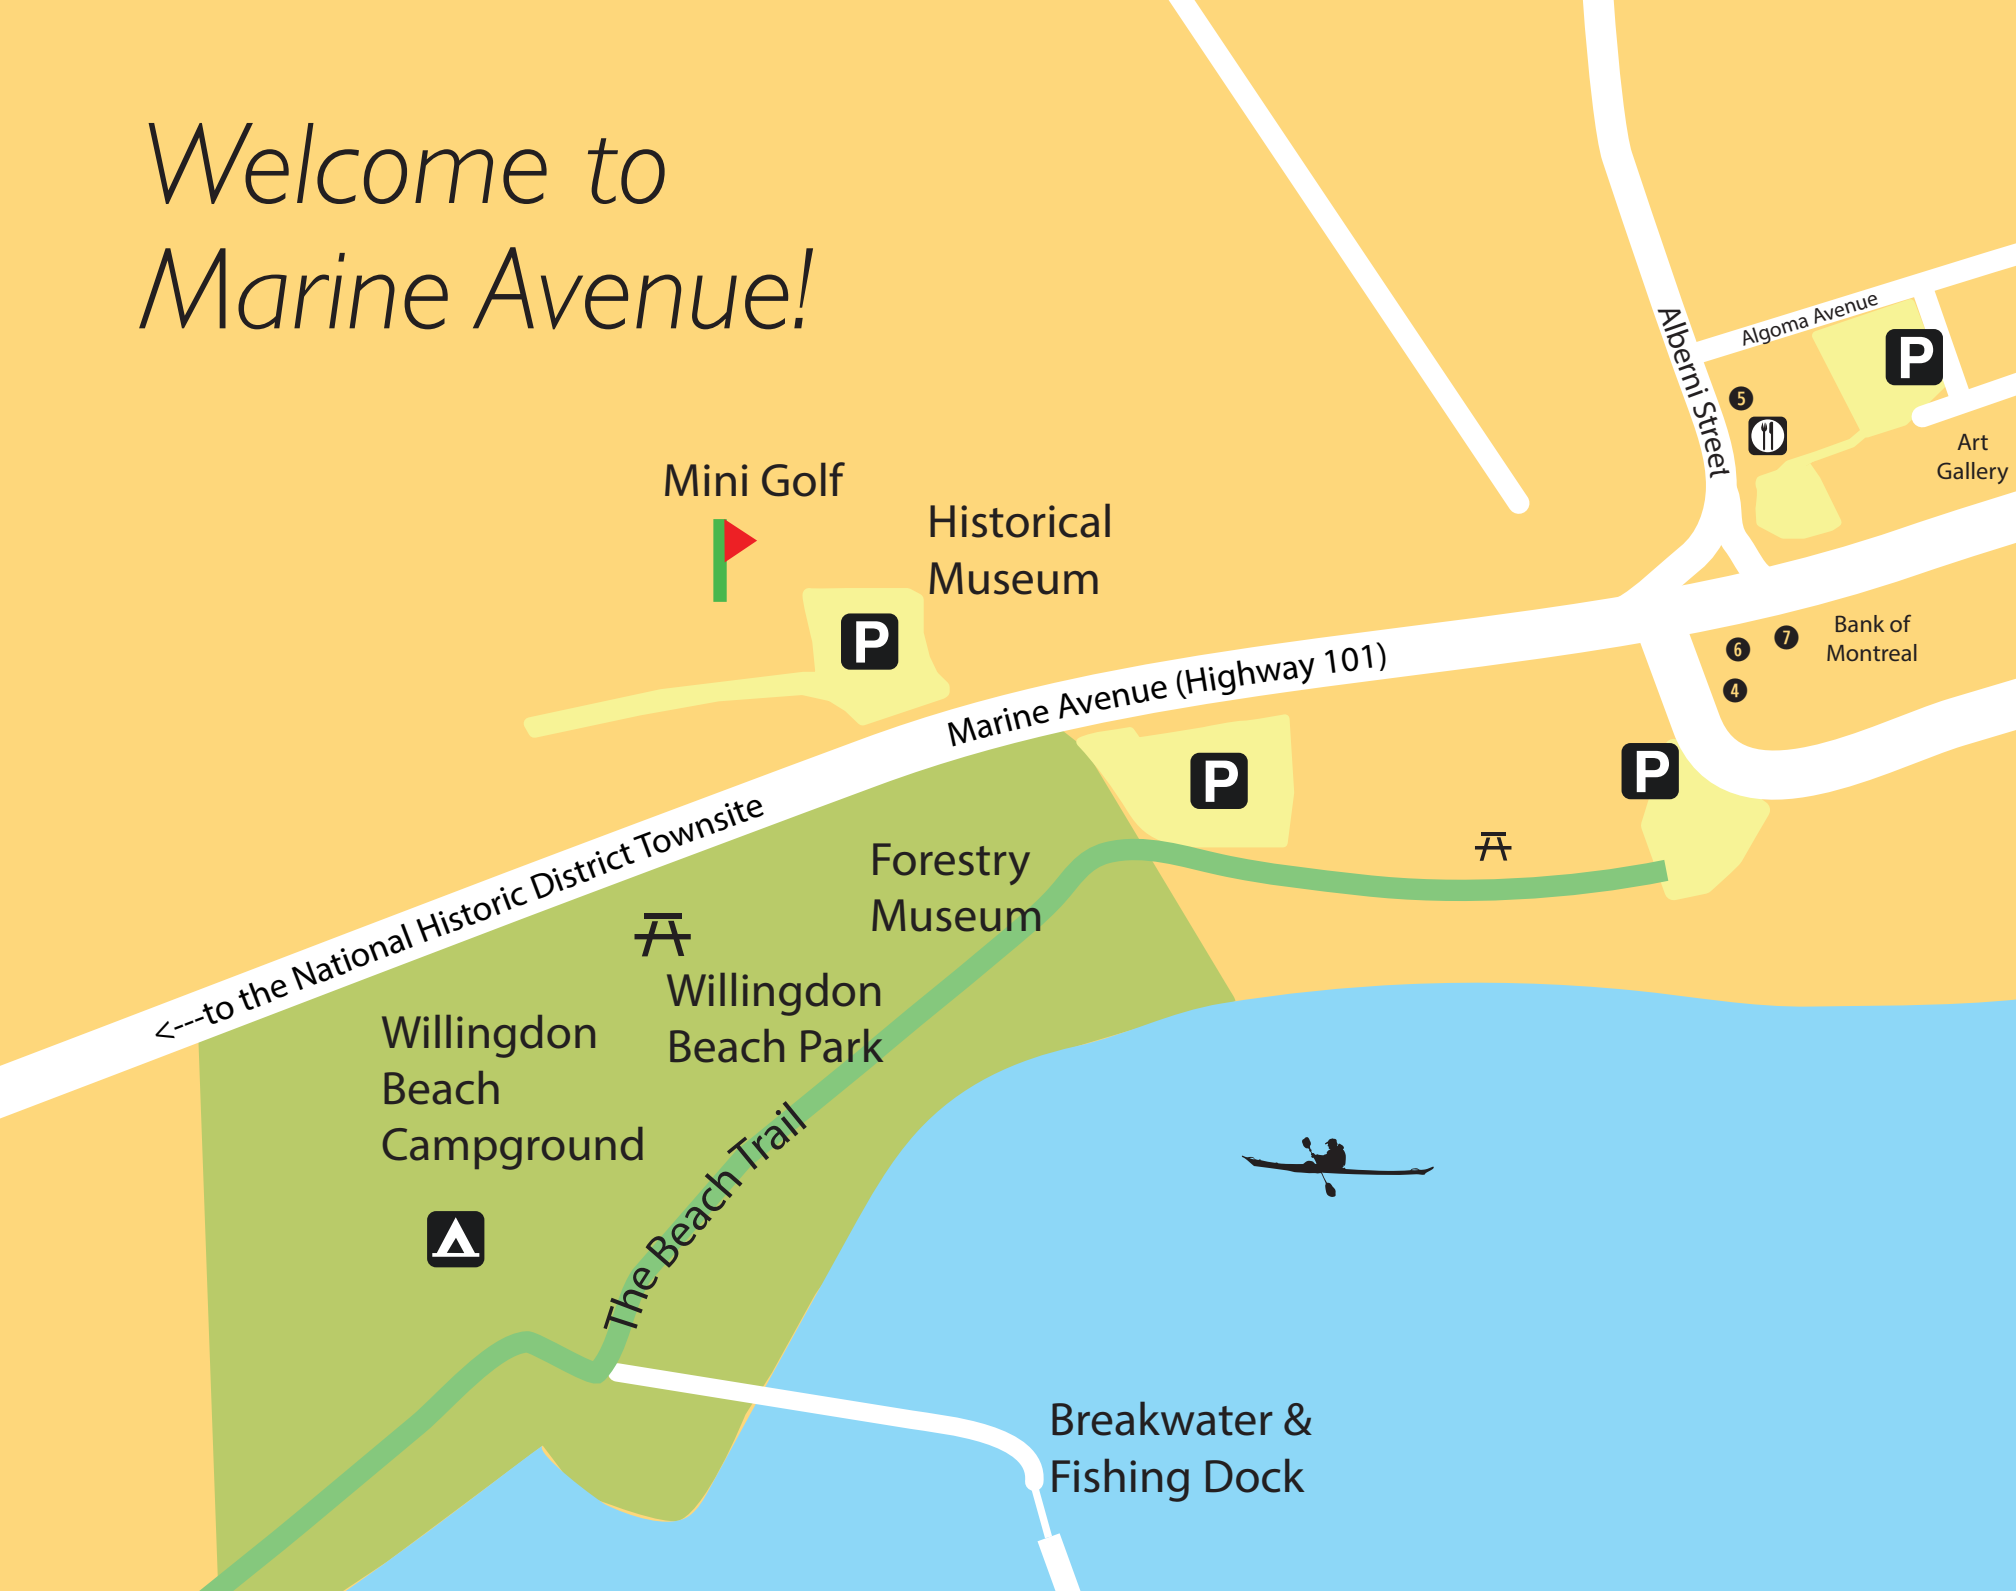 Welcome to
Marine Avenue!
Algoma Avenue
P
Alberni Street
5
Art
Gallery
Mini Golf
Historical
Museum
P
Bank of
Montreal
7
6
4
Marine Avenue (Highway 101)
P
P
<---to the National Historic District Townsite
Forestry
Museum
Willingdon
Beach Park
Willingdon
Beach
Campground
The Beach Trail
Breakwater &
Fishing Dock